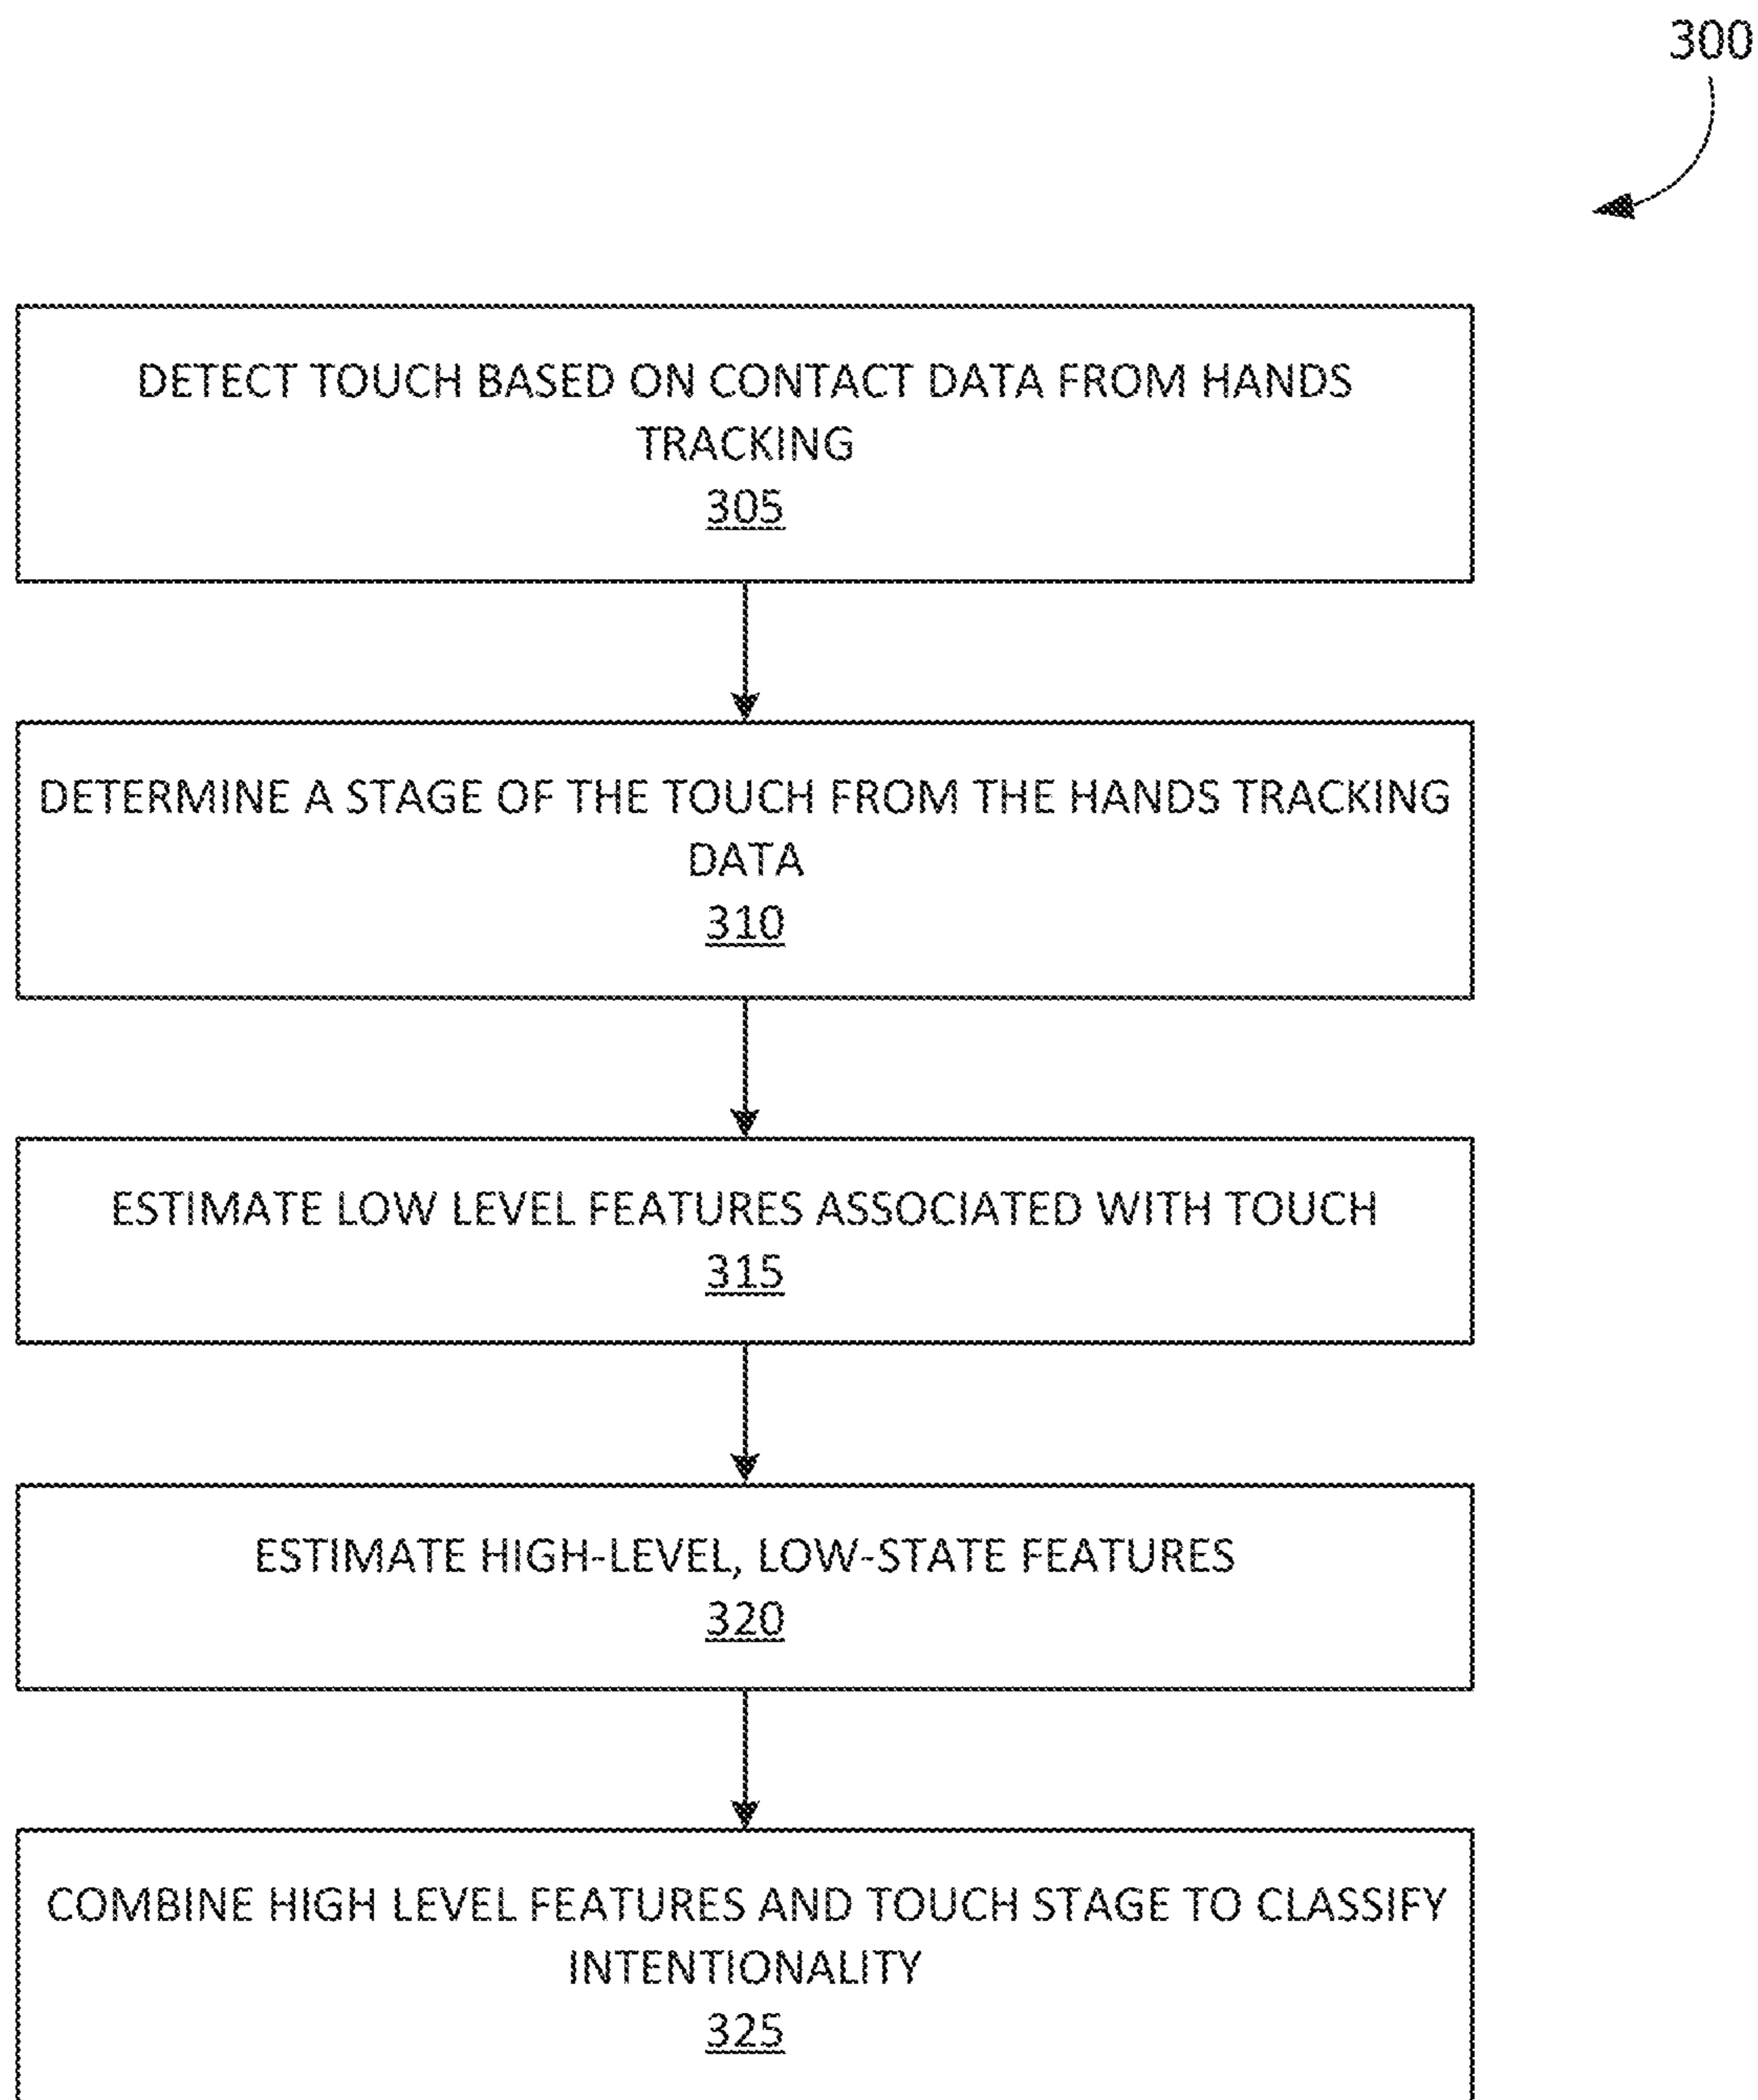 300
DETECT TOUCH BASED ON CONTACT DATA FROM HANDS
TRACKING
305
DETERMINE A STAGE OF THE TOUCH FROM THE HANDS TRACKING
DATA
310
ESTIMATE LOW LEVEL FEATURES ASSOCIATED WITH TOUCH
315
ESTIMATE HIGH-LEVEL, LOW-STATE FEATURES
320
COMBINE HIGH LEVEL FEATURES AND TOUCH STAGE TO CLASSIFY
INTENTIONALITY
325